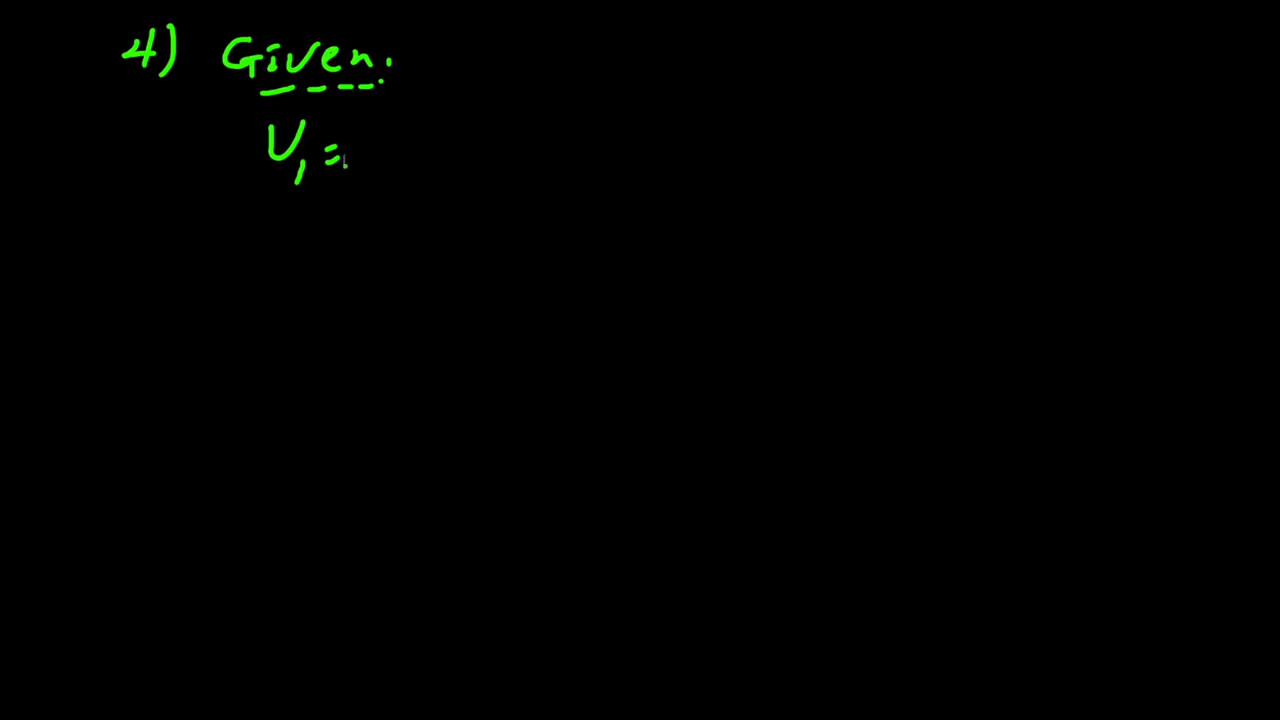 4) Given:
V₁ =